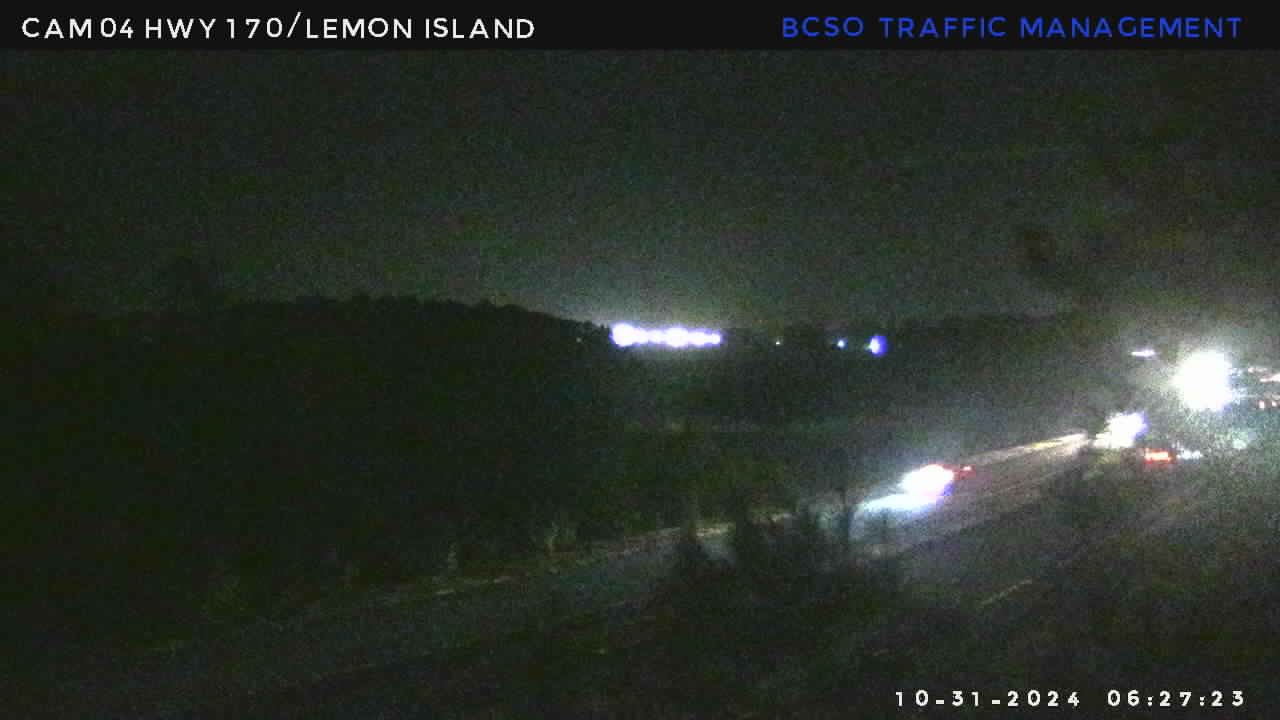 CAM04 HWY 170/LEMON ISLAND
BCSO TRAFFIC MANAGEMENT
10-31-2024 06:27:23